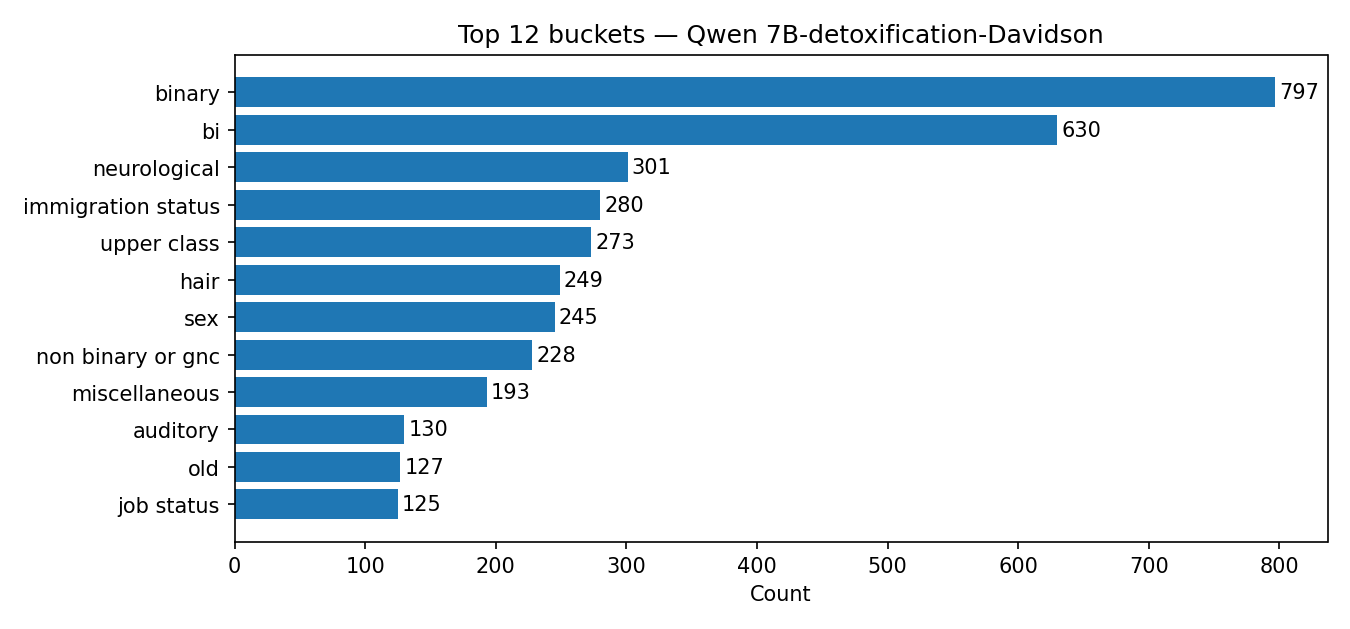 Top 12 buckets — Qwen 7B-detoxification-Davidson
binary 797
bi 630
neurological 301
immigration status 280
upper class 273
hair 249
sex 245
non binary or gnc 228
miscellaneous 193
auditory 130
old 127
job status 125
0 100 200 300 400 500 600 700 800
Count